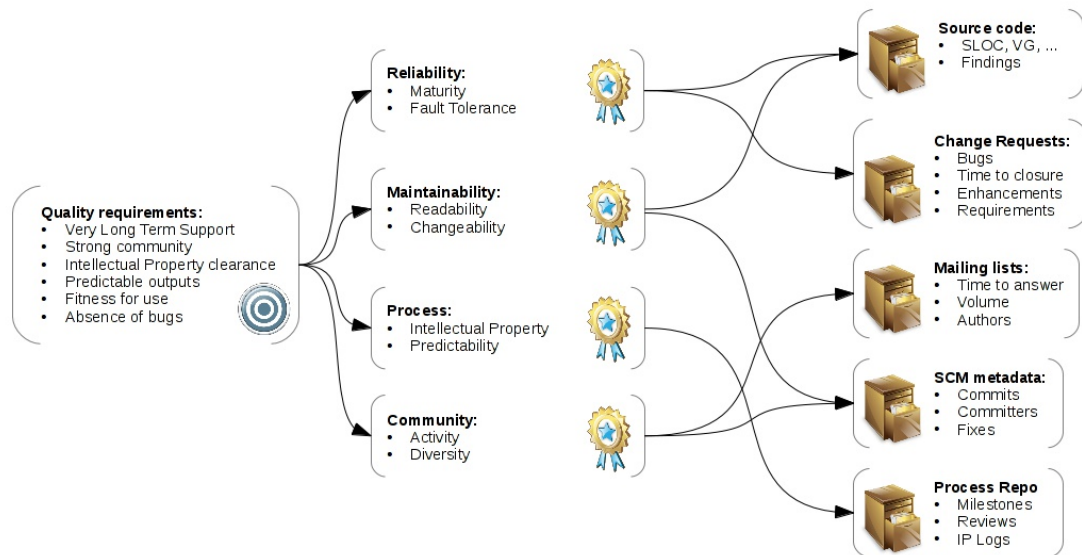 Quality requirements:
• Very Long Term Support
• Strong community
• Intellectual Property clearance
• Predictable outputs
• Fitness for use
• Absence of bugs
Reliability:
• Maturity
• Fault Tolerance
Maintainability:
• Readability
• Changeability
Process:
• Intellectual Property
• Predictability
Community:
• Activity
• Diversity
Source code:
• SLOC, VG, ...
• Findings
Change Requests:
• Bugs
• Time to closure
• Enhancements
• Requirements
Mailing lists:
• Time to answer
• Volume
• Authors
SCM metadata:
• Commits
• Committers
• Fixes
Process Repo
• Milestones
• Reviews
• IP Logs